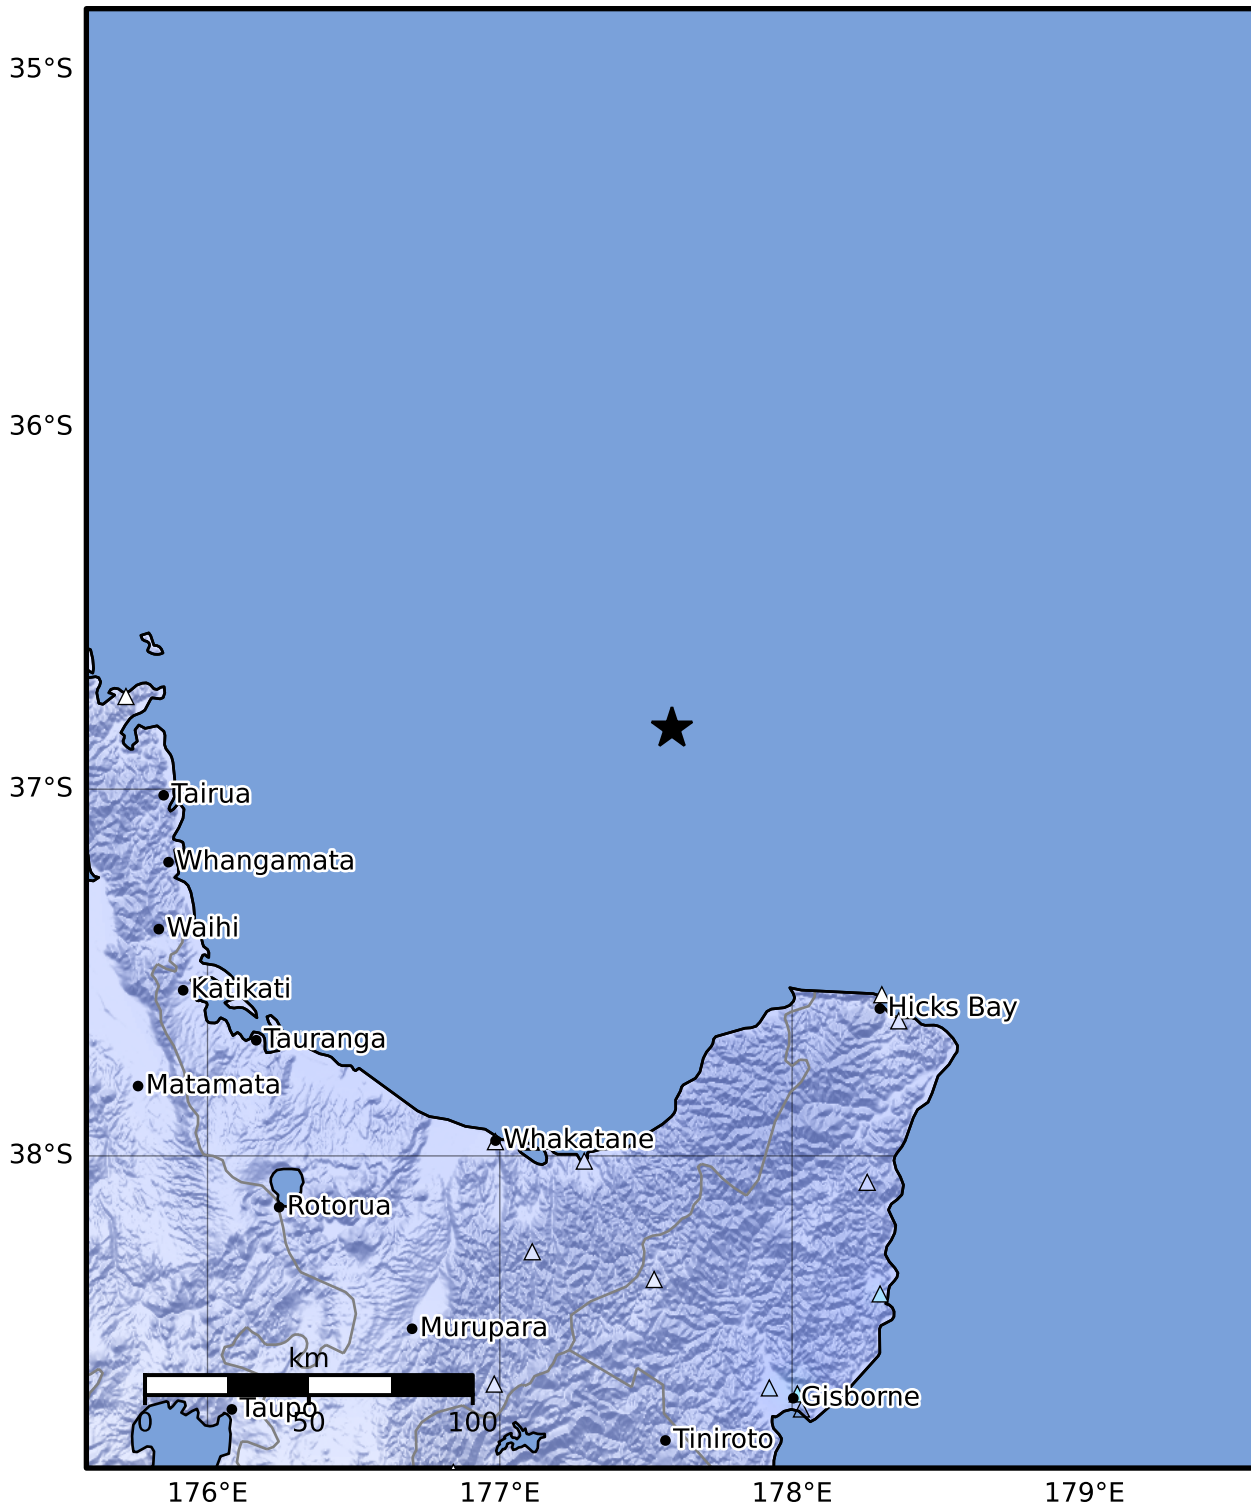 35°S
36°S
37°S
Tairua
Whangamata
Waihi
Katikati
Hicks Bay
Tauranga
Matamata
Whakatane
38°S
Rotorua
Murupara
km
Gisborne
Taupo
0 50 100
Tiniroto
176°E 177°E 178°E 179°E